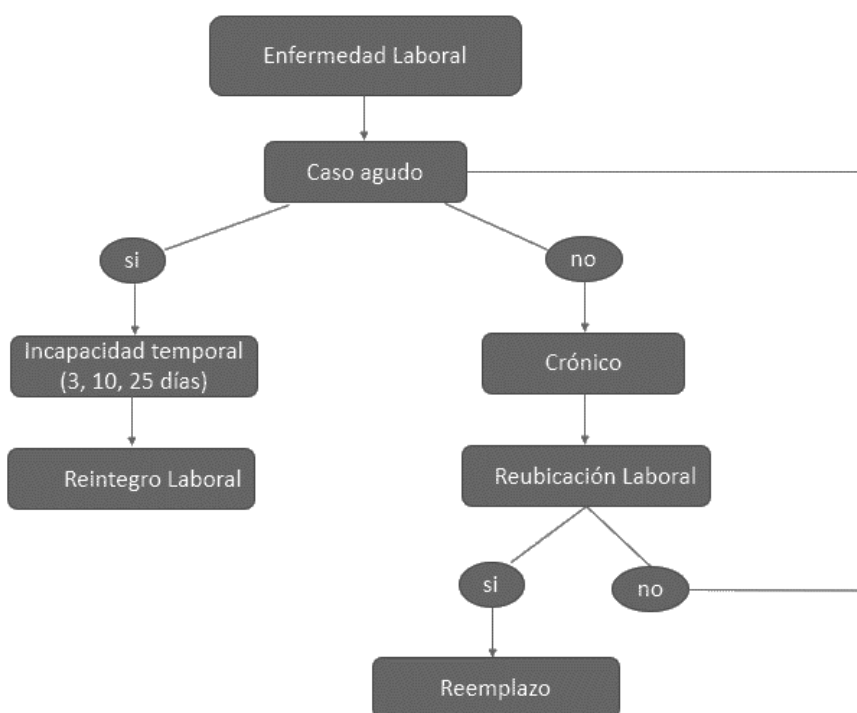 Enfermedad Laboral
Caso agudo
si
no
Incapacidad temporal
(3, 10, 25 días)
Crónico
Reintegro Laboral
Reubicación Laboral
si
no
Reemplazo